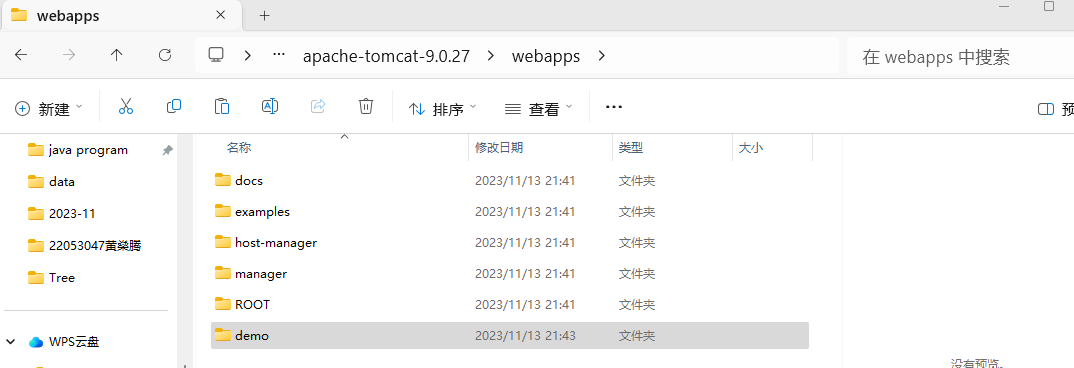 webapps
apache-tomcat-9.0.27 webapps 在 webapps 中搜索
新建 排序 查看 预
名称 修改日期 类型 大小
java program
data
2023-11
22053047黄燊腾
Tree
WPS云盘
docs 2023/11/13 21:41 文件夹
examples 2023/11/13 21:41 文件夹
host-manager 2023/11/13 21:41 文件夹
manager 2023/11/13 21:41 文件夹
ROOT 2023/11/13 21:41 文件夹
demo 2023/11/13 21:43 文件夹
没有预览。